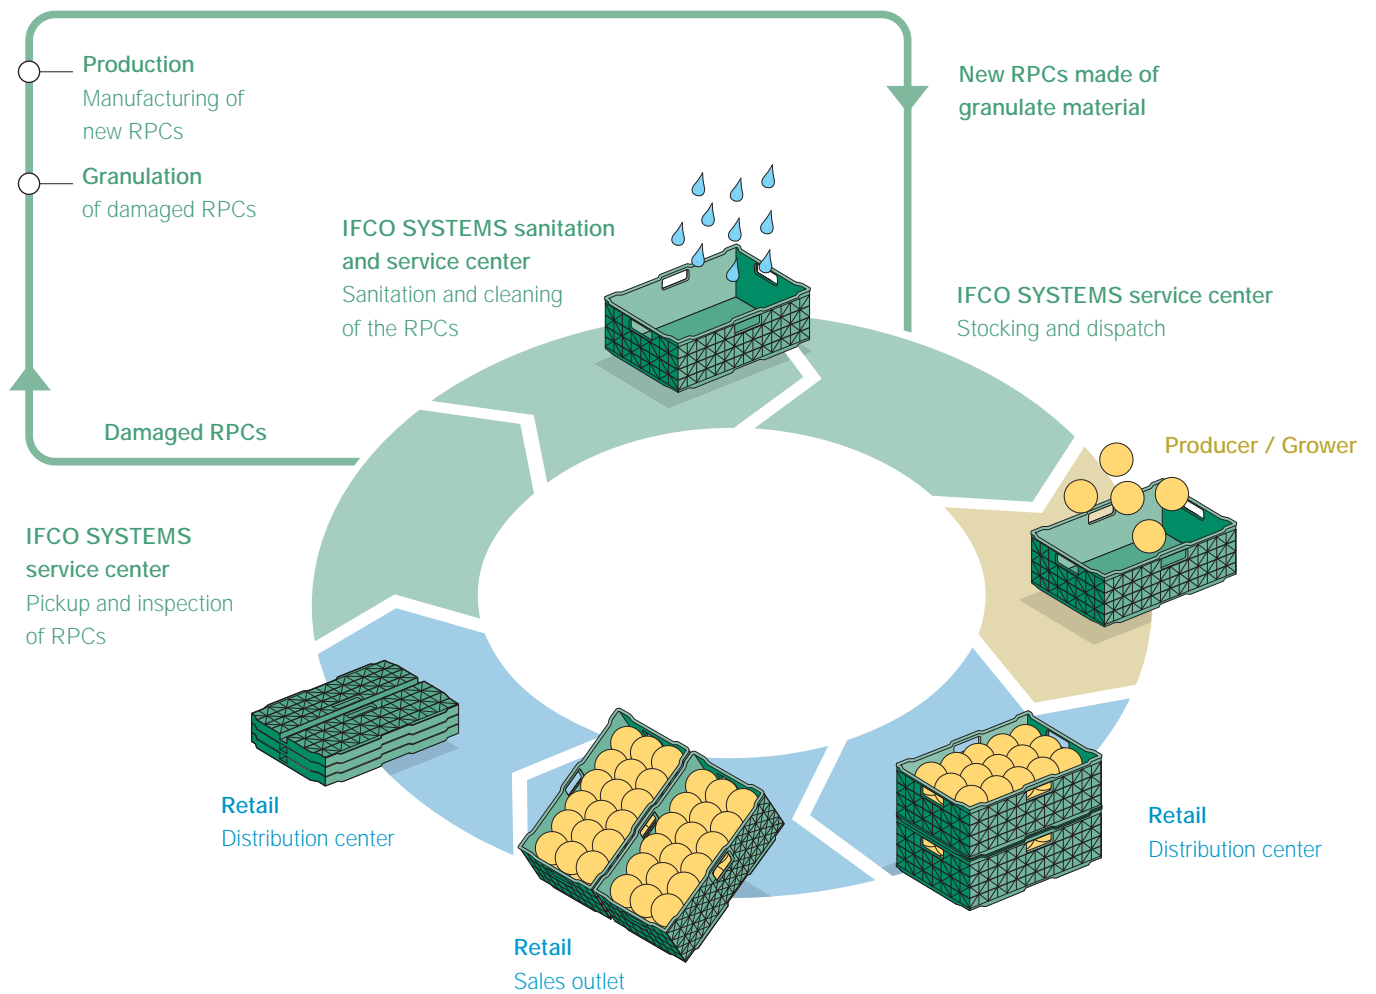 Production
Manufacturing of
new RPCs
Granulation
of damaged RPCs
New RPCs made of
granulate material
IFCO SYSTEMS sanitation
and service center
Sanitation and cleaning
of the RPCs
IFCO SYSTEMS service center
Stocking and dispatch
Damaged RPCs
Producer / Grower
IFCO SYSTEMS
service center
Pickup and inspection
of RPCs
Retail
Distribution center
Retail
Distribution center
Retail
Sales outlet